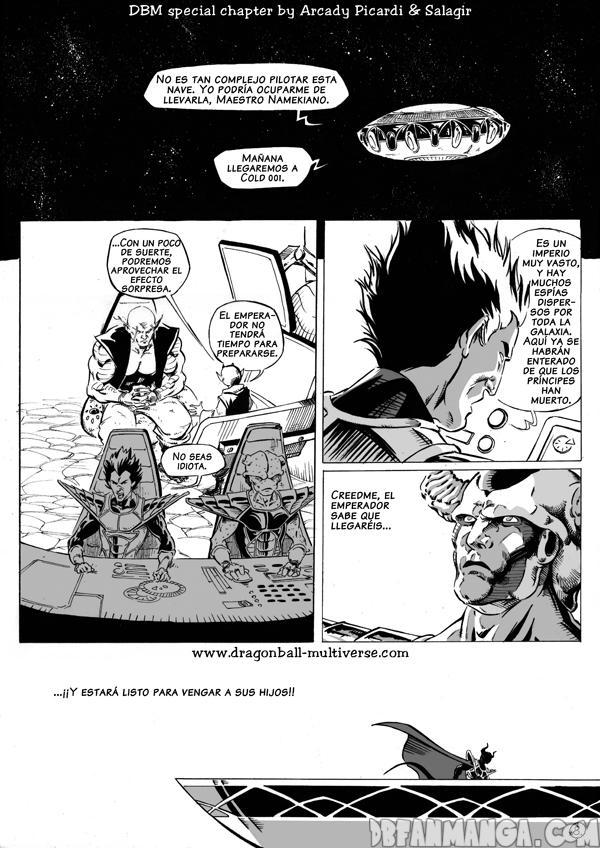 DBM special chapter by Arcady Picardi & Salagir
No es tan complejo pilotar esta
nave. Yo podría ocuparme de
llevarla, Maestro Namekiano.
Mañana
llegaremos a
Cold 001.
...Con un poco
de suerte,
podremos
aprovechar el
efecto
sorpresa.
El empera-
dor no
tendrá
tiempo para
prepararse.
No seas
idiota.
Es un
imperio
muy vasto,
y hay
muchos
espías
disper-
sos por
toda la
galaxia.
Aquí ya se
habrán
enterado
de que los
príncipes
han
muerto.
Creedme, el
emperador
sabe que
llegaréis...
www.dragonball-multiverse.com
...¡¡Y estará listo para vengar a sus hijos!!
DBFANMANGA.COM